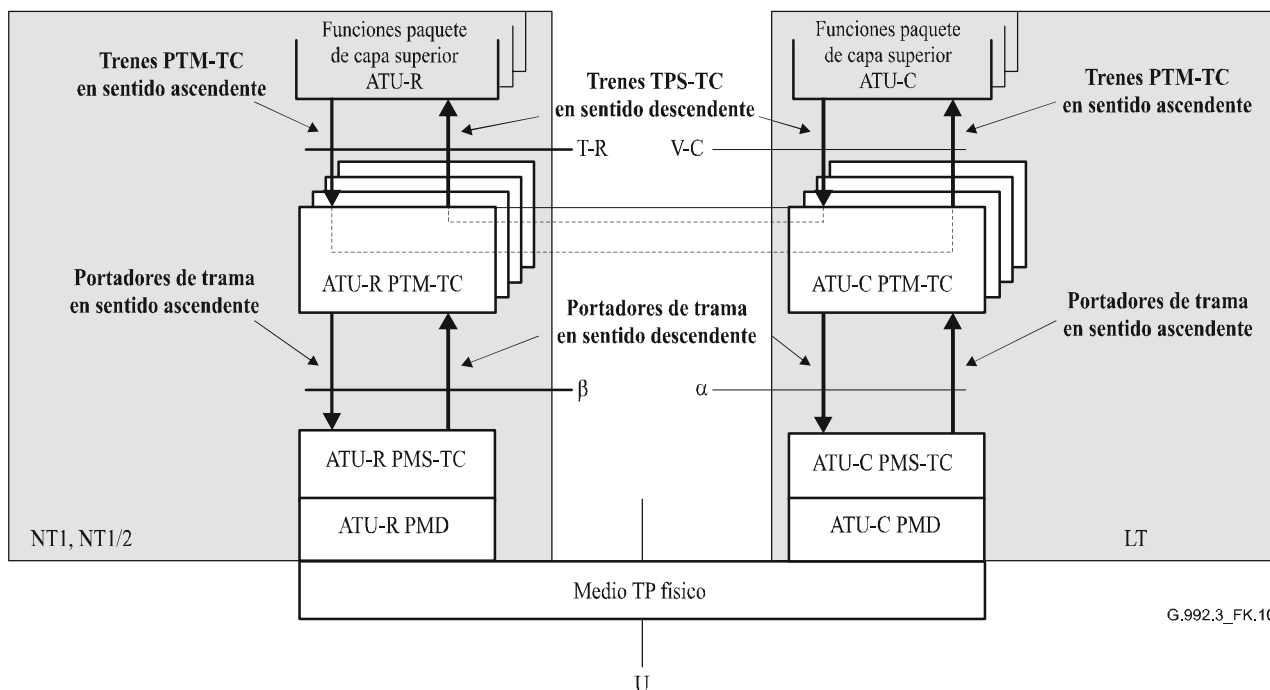 Funciones paquete
de capa superior
ATU-R
Funciones paquete
de capa superior
ATU-C
Trenes PTM-TC
en sentido ascendente
Trenes TPS-TC
en sentido descendente
Trenes PTM-TC
en sentido ascendente
T-R
V-C
ATU-R PTM-TC
ATU-C PTM-TC
Portadores de trama
en sentido ascendente
Portadores de trama
en sentido descendente
Portadores de trama
en sentido ascendente
β
α
ATU-R PMS-TC
ATU-C PMS-TC
ATU-R PMD
ATU-C PMD
NT1, NT1/2
LT
Medio TP físico
G.992.3_FK.10
U